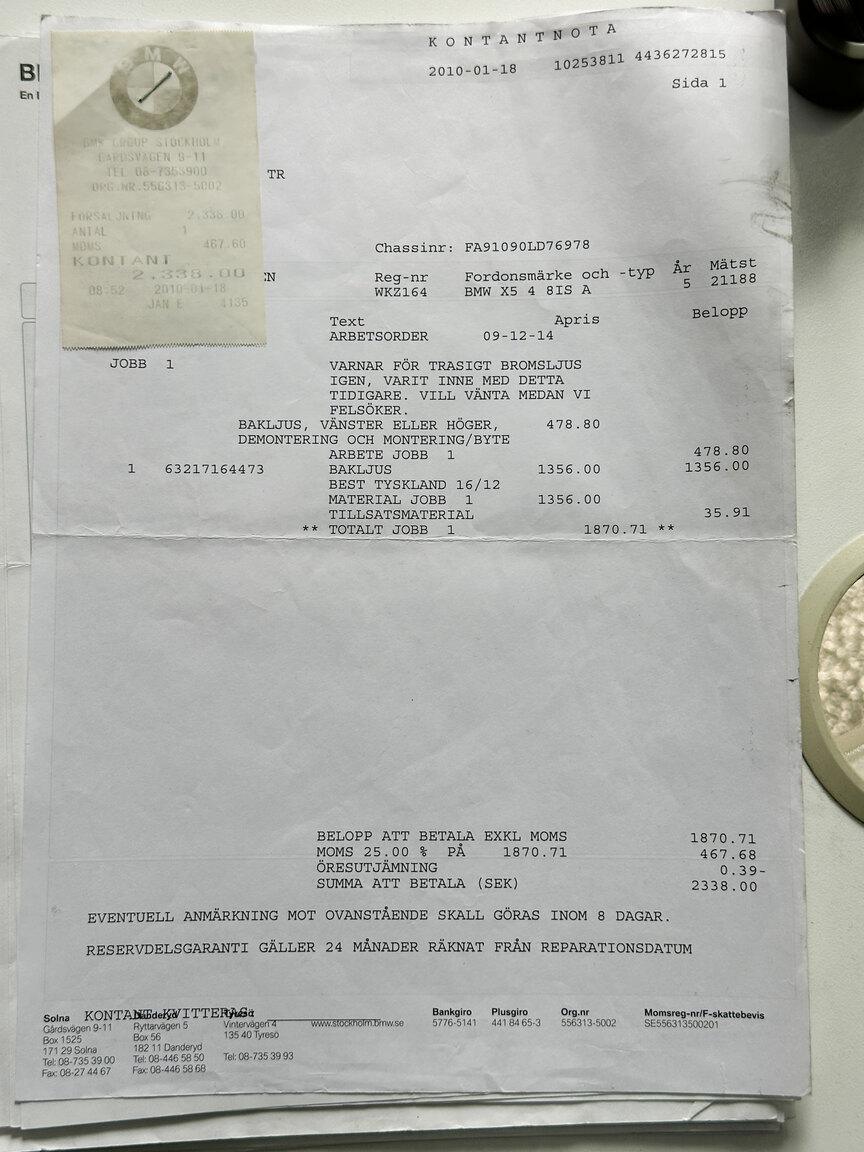 BMW
BMW GROUP STOCKHOLM
GÅRDSVÄGEN 9-11
TEL 08-7353900
ORG.NR.556313-5002
FÖRSÄLJNING 2.338.00
ANTAL 1
MOMS 467.60
KONTANT
2.338.00
08:52 2010-01-18
JAN E 4135
KONTANTNOTA
2010-01-18 10253811 4436272815
Sida 1
TR
Chassinr: FA91090LD76978
EN Reg-nr Fordonsmärke och -typ År Mätst
WKZ164 BMW X5 4 8IS A 5 21188
Text Apris Belopp
ARBETSORDER 09-12-14
JOBB 1 VARNAR FÖR TRASIGT BROMSLJUS
IGEN, VARIT INNE MED DETTA
TIDIGARE. VILL VÄNTA MEDAN VI
FELSÖKER.
BAKLJUS, VÄNSTER ELLER HÖGER, 478.80
DEMONTERING OCH MONTERING/BYTE
ARBETE JOBB 1 478.80
1 63217164473 BAKLJUS 1356.00 1356.00
BEST TYSKLAND 16/12
MATERIAL JOBB 1 1356.00
TILLSATSMATERIAL 35.91
** TOTALT JOBB 1 1870.71 **
BELOPP ATT BETALA EXKL MOMS 1870.71
MOMS 25.00 % PÅ 1870.71 467.68
ÖRESUTJÄMNING 0.39-
SUMMA ATT BETALA (SEK) 2338.00
EVENTUELL ANMÄRKNING MOT OVANSTÅENDE SKALL GÖRAS INOM 8 DAGAR.
RESERVDELSGARANTI GÄLLER 24 MÅNADER RÄKNAT FRÅN REPARATIONSDATUM
KONTANT KVITTERAS:
Solna
Gårdsvägen 9-11
Box 1525
171 29 Solna
Tel: 08-735 39 00
Fax: 08-27 44 67
Danderyd
Ryttarvägen 5
Box 56
182 11 Danderyd
Tel: 08-446 58 50
Fax: 08-446 58 68
Tyresö
Vintervägen 4
135 40 Tyresö
Tel: 08-735 39 93
www.stockholm.bmw.se
Bankgiro
5776-5141
Plusgiro
441 84 65-3
Org.nr
556313-5002
Momsreg-nr/F-skattebevis
SE556313500201